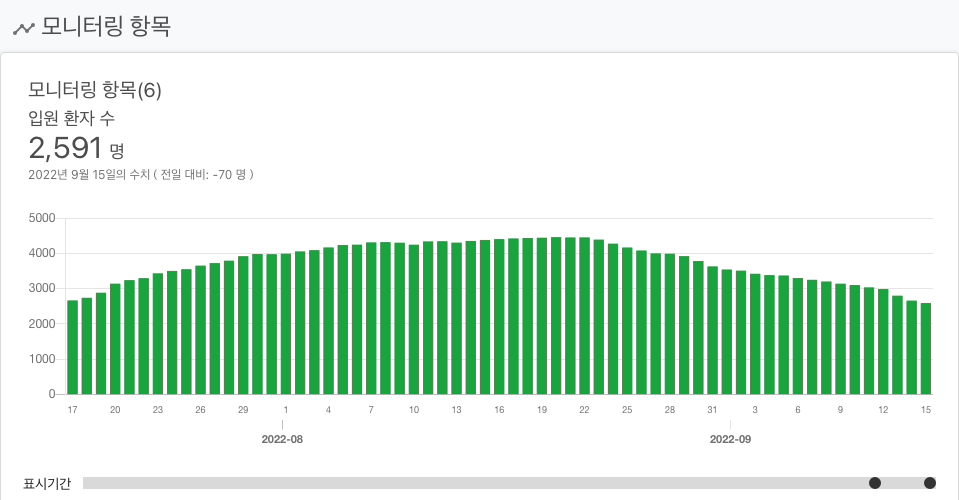 모니터링 항목
모니터링 항목(6)
입원 환자 수
2,591 명
2022년 9월 15일의 수치 ( 전일 대비: -70 명 )
5000
4000
3000
2000
1000
0
17 20 23 26 29 1 4 7 10 13 16 19 22 25 28 31 3 6 9 12 15
2022-08 2022-09
표시기간